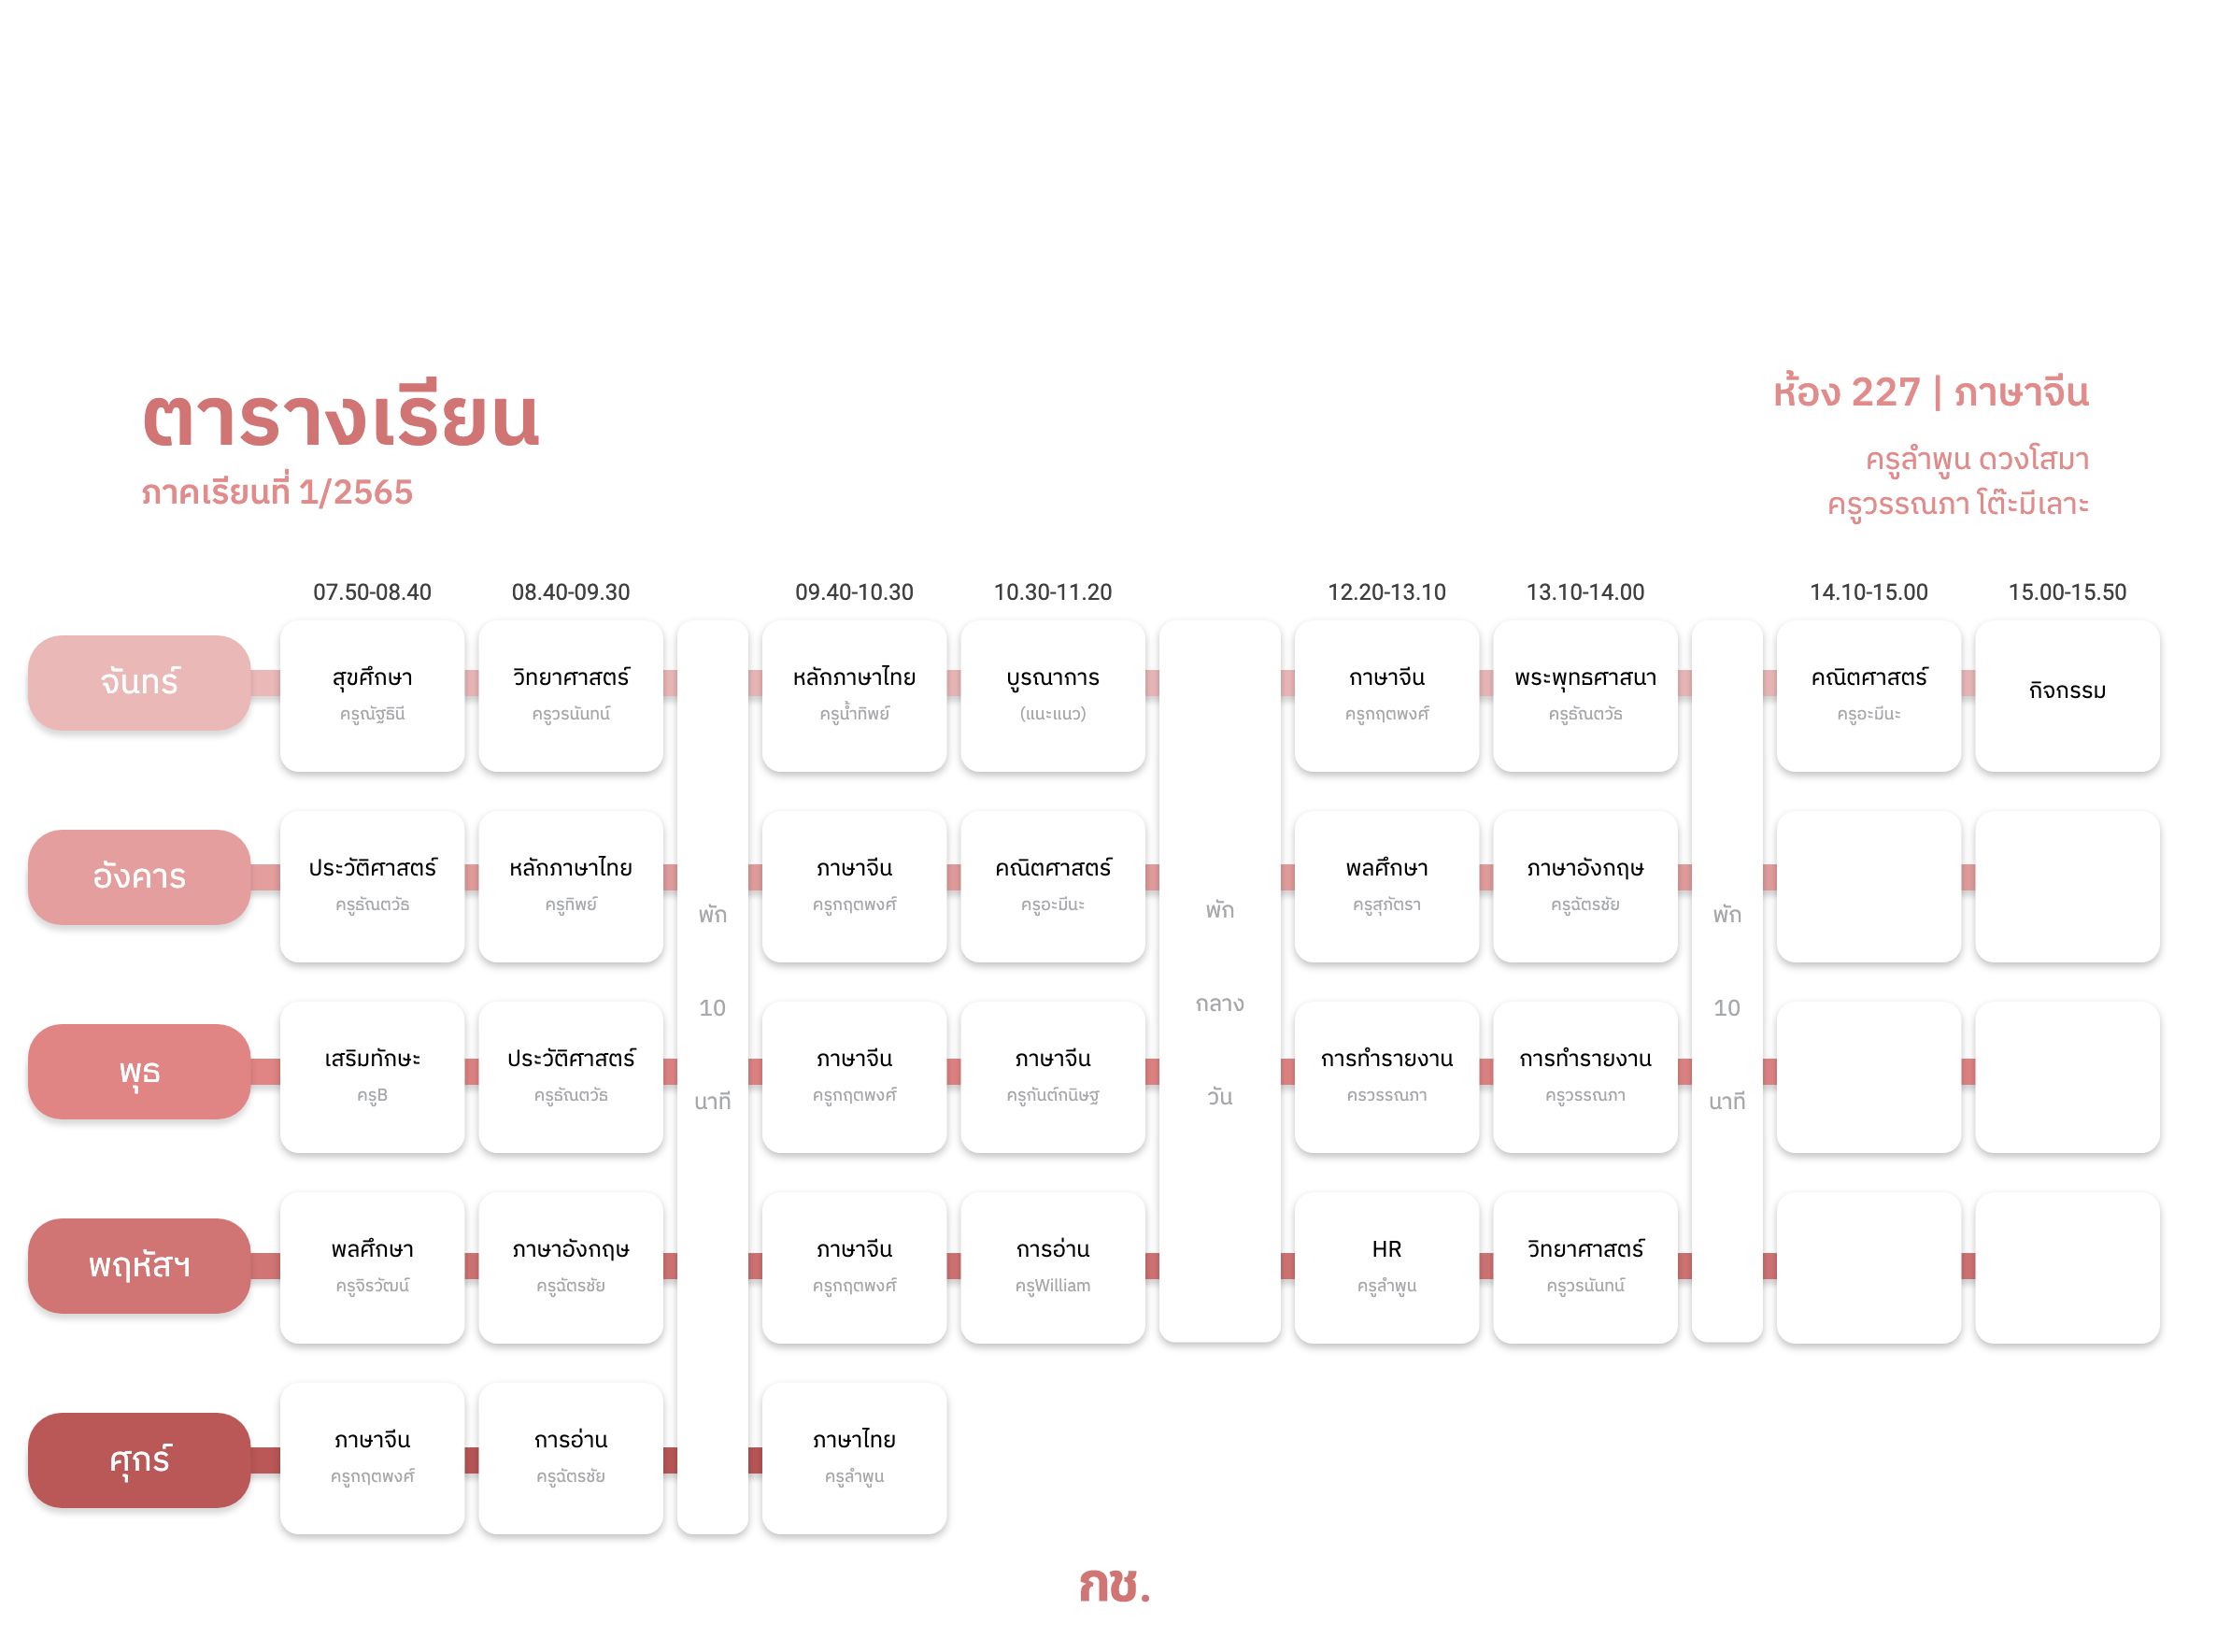 ตารางเรียน
ภาคเรียนที่ 1/2565
ห้อง 227 | ภาษาจีน
ครูลำพูน ดวงโสมา
ครูวรรณภา โต๊ะมีเลาะ
07.50-08.40 08.40-09.30 09.40-10.30 10.30-11.20 12.20-13.10 13.10-14.00 14.10-15.00 15.00-15.50
จันทร์
สุขศึกษา
ครูณัฐธินี
วิทยาศาสตร์
ครูวรนันทน์
หลักภาษาไทย
ครูน้ำทิพย์
บูรณาการ
(แนะแนว)
ภาษาจีน
ครูกฤตพงศ์
พระพุทธศาสนา
ครูธัณตวัธ
คณิตศาสตร์
ครูอะมีนะ
กิจกรรม
อังคาร
ประวัติศาสตร์
ครูธัณตวัธ
หลักภาษาไทย
ครูทิพย์
ภาษาจีน
ครูกฤตพงศ์
คณิตศาสตร์
ครูอะมีนะ
พลศึกษา
ครูสุภัตรา
ภาษาอังกฤษ
ครูฉัตรชัย
พัก
10
นาที
พัก
กลาง
วัน
พัก
10
นาที
พุธ
เสริมทักษะ
ครูB
ประวัติศาสตร์
ครูธัณตวัธ
ภาษาจีน
ครูกฤตพงศ์
ภาษาจีน
ครูกันต์กนิษฐ
การทำรายงาน
ครวรรณภา
การทำรายงาน
ครูวรรณภา
พฤหัสฯ
พลศึกษา
ครูจิรวัฒน์
ภาษาอังกฤษ
ครูฉัตรชัย
ภาษาจีน
ครูกฤตพงศ์
การอ่าน
ครูWilliam
HR
ครูลำพูน
วิทยาศาสตร์
ครูวรนันทน์
ศุกร์
ภาษาจีน
ครูกฤตพงศ์
การอ่าน
ครูฉัตรชัย
ภาษาไทย
ครูลำพูน
กช.